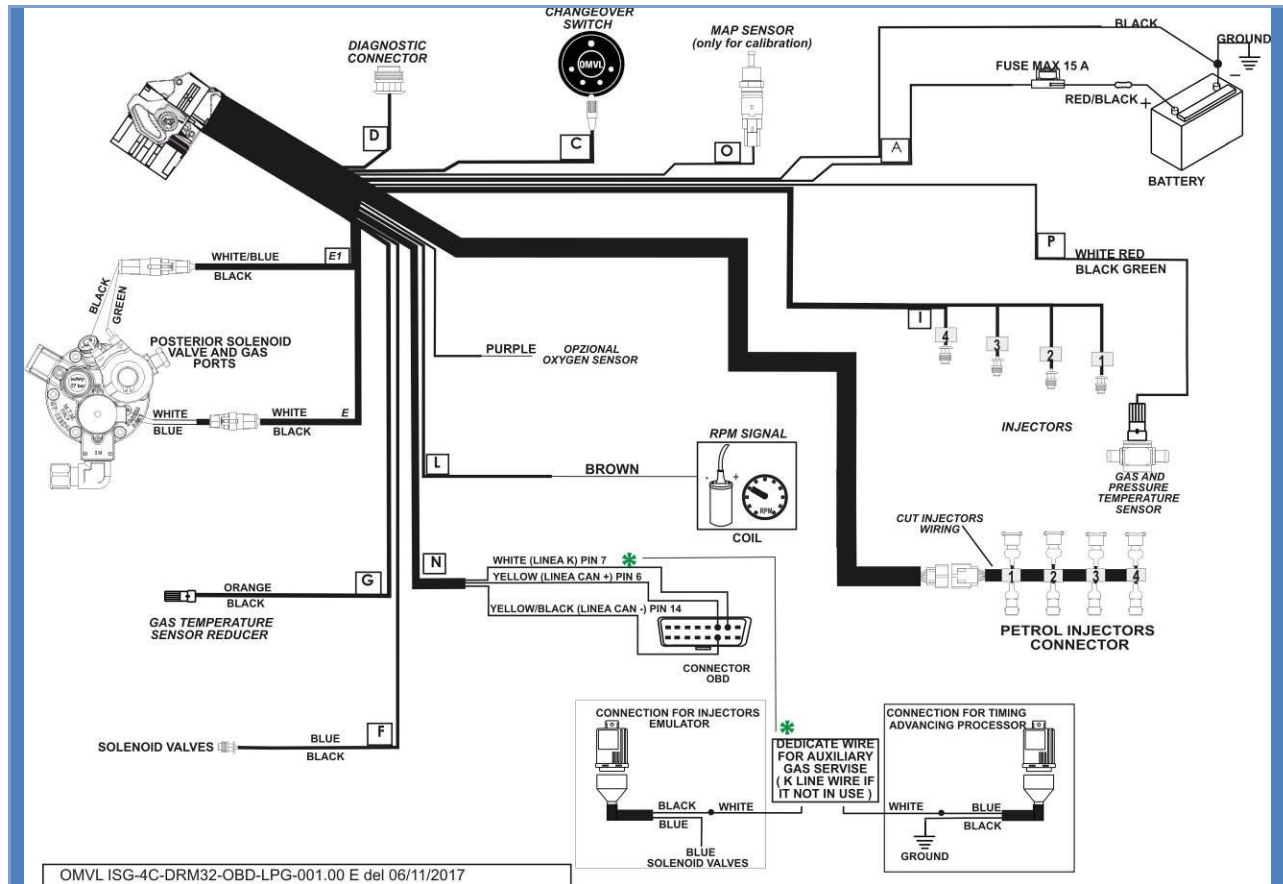 CHANGEOVER
SWITCH
DIAGNOSTIC
CONNECTOR
OMVL
MAP SENSOR
(only for calibration)
BLACK
GROUND
FUSE MAX 15 A
RED/BLACK
+
-
BATTERY
D
C
O
A
P
WHITE RED
BLACK GREEN
WHITE/BLUE
E1
BLACK
BLACK
GREEN
POSTERIOR SOLENOID
VALVE AND GAS
PORTS
safety
27 bar
IN
WHITE
BLUE
WHITE
E
BLACK
PURPLE
OPZIONAL
OXYGEN SENSOR
I
4
3
2
1
INJECTORS
GAS AND
PRESSURE
TEMPERATURE
SENSOR
RPM SIGNAL
L
BROWN
-
+
RPM
COIL
CUT INJECTORS
WIRING
1
2
3
4
PETROL INJECTORS
CONNECTOR
N
WHITE (LINEA K) PIN 7
*
YELLOW (LINEA CAN +) PIN 6
YELLOW/BLACK (LINEA CAN -) PIN 14
CONNECTOR
OBD
G
ORANGE
BLACK
GAS TEMPERATURE
SENSOR REDUCER
F
SOLENOID VALVES
BLUE
BLACK
CONNECTION FOR INJECTORS
EMULATOR
BLACK
WHITE
BLUE
BLUE
SOLENOID VALVES
*
DEDICATE WIRE
FOR AUXILIARY
GAS SERVISE
( K LINE WIRE IF
IT NOT IN USE )
CONNECTION FOR TIMING
ADVANCING PROCESSOR
WHITE
BLUE
BLACK
GROUND
OMVL ISG-4C-DRM32-OBD-LPG-001.00 E del 06/11/2017